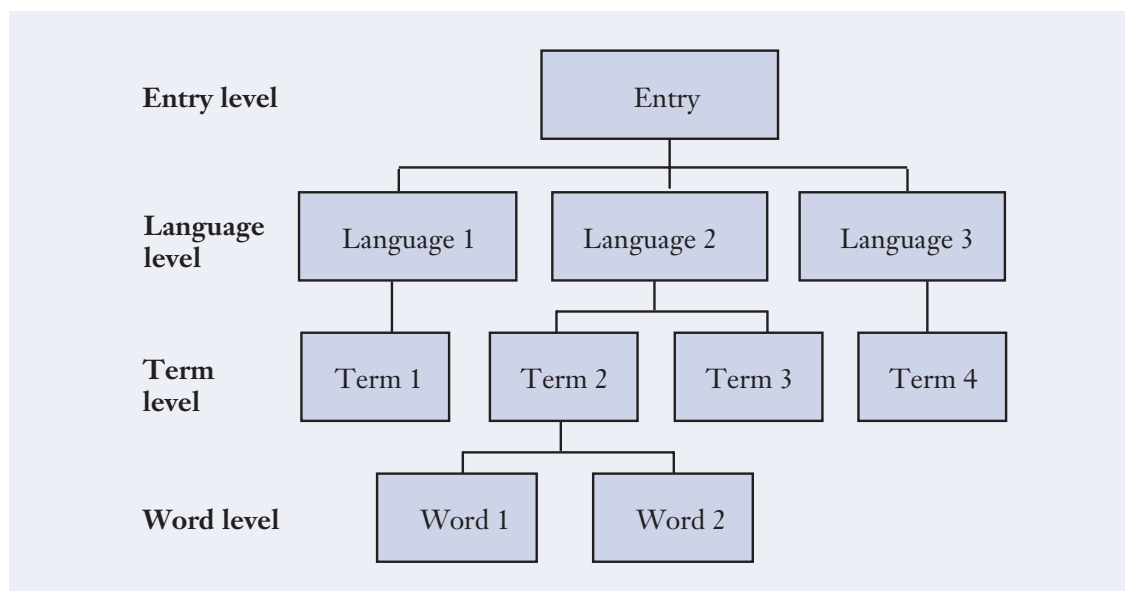 Entry level
Entry
Language
level
Language 1
Language 2
Language 3
Term
level
Term 1
Term 2
Term 3
Term 4
Word level
Word 1
Word 2